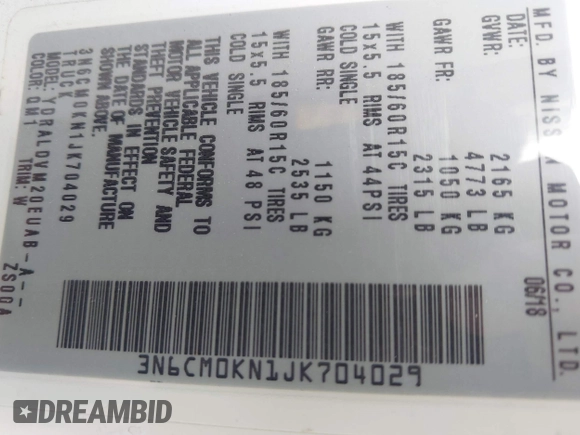 MFD. BY NISSAN MOTOR CO., LTD.
DATE: 06/18
GVWR: 2165 KG
4773 LB
GAWR FR: 1050 KG
2315 LB
WITH 185/60R15C TIRES
15x5.5 RIMS AT 44PSI
COLD SINGLE
GAWR RR: 1150 KG
2535 LB
WITH 185/60R15C TIRES
15x5.5 RIMS AT 48 PSI
COLD SINGLE
THIS VEHICLE CONFORMS TO
ALL APPLICABLE FEDERAL
MOTOR VEHICLE SAFETY AND
THEFT PREVENTION
STANDARDS IN EFFECT ON
THE DATE OF MANUFACTURE
SHOWN ABOVE.
3N6CM0KN1JK704029
TRUCK
MODEL: YDRALDVM20EUAB-A--
COLOR: QM1 TRIM: W
ZS00A
3N6CM0KN1JK704029
DREAMBID